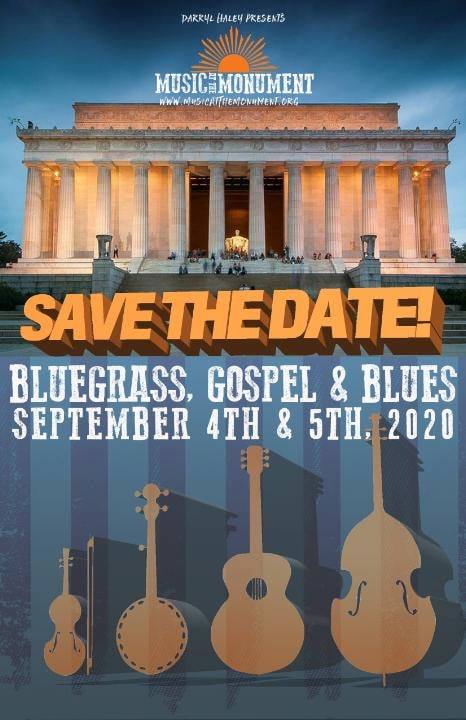 DARRYL HALEY PRESENTS
MUSIC AT THE MONUMENT
WWW.MUSICATTHEMONUMENT.ORG
SAVE THE DATE!
BLUEGRASS, GOSPEL & BLUES
SEPTEMBER 4TH & 5TH, 2020